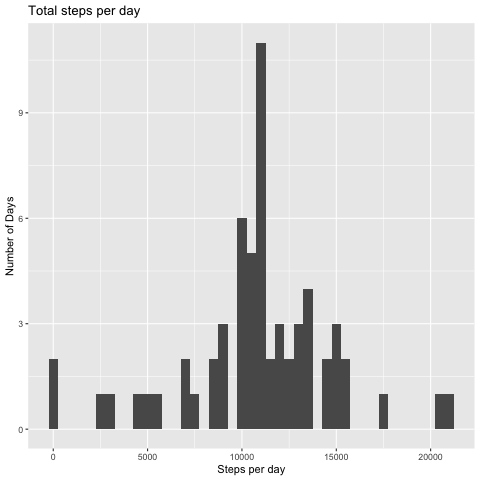 Total steps per day
9
6
3
0
Number of Days
0 5000 10000 15000 20000
Steps per day